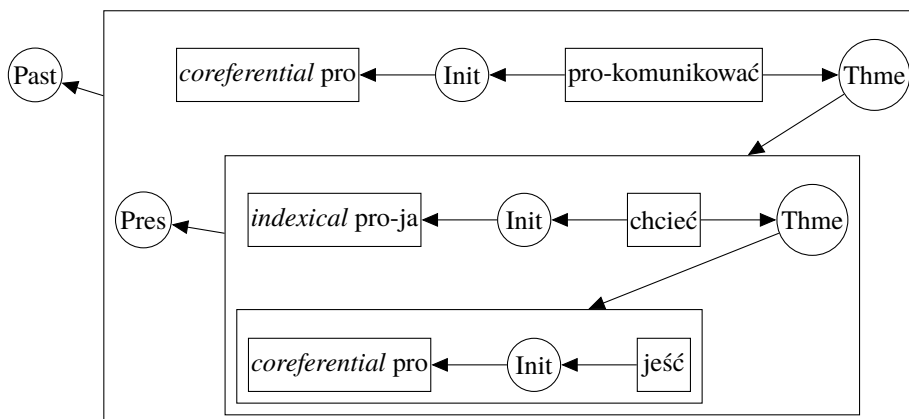 Past
coreferential pro Init pro-komunikować Thme
Pres
indexical pro-ja Init chcieć Thme
coreferential pro Init jeść